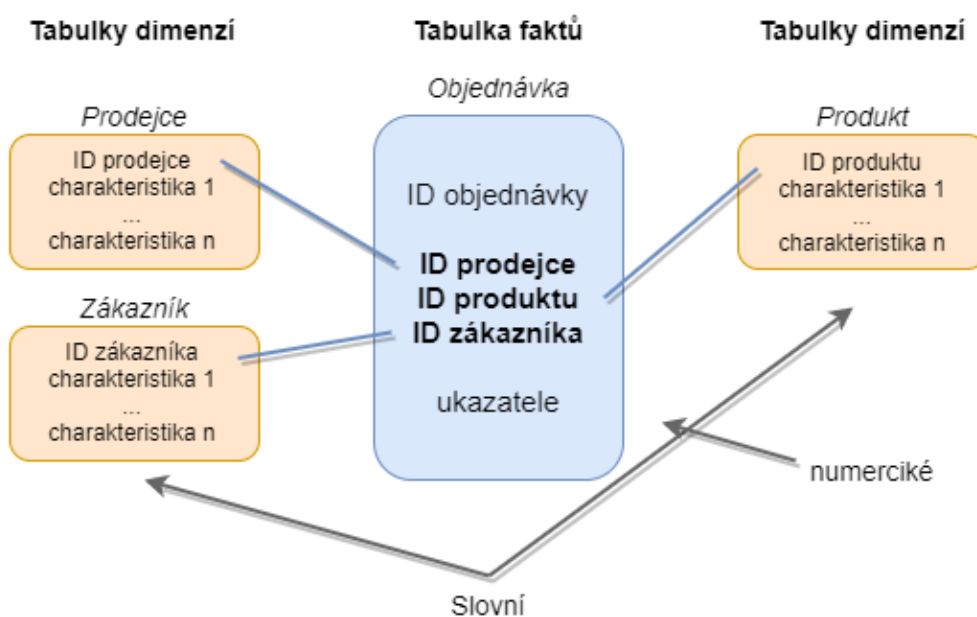 Tabulky dimenzí
Tabulka faktů
Tabulky dimenzí
Prodejce
ID prodejce
charakteristika 1
...
charakteristika n
Zákazník
ID zákazníka
charakteristika 1
...
charakteristika n
Objednávka
ID objednávky
ID prodejce
ID produktu
ID zákazníka
ukazatele
Produkt
ID produktu
charakteristika 1
...
charakteristika n
numerciké
Slovní